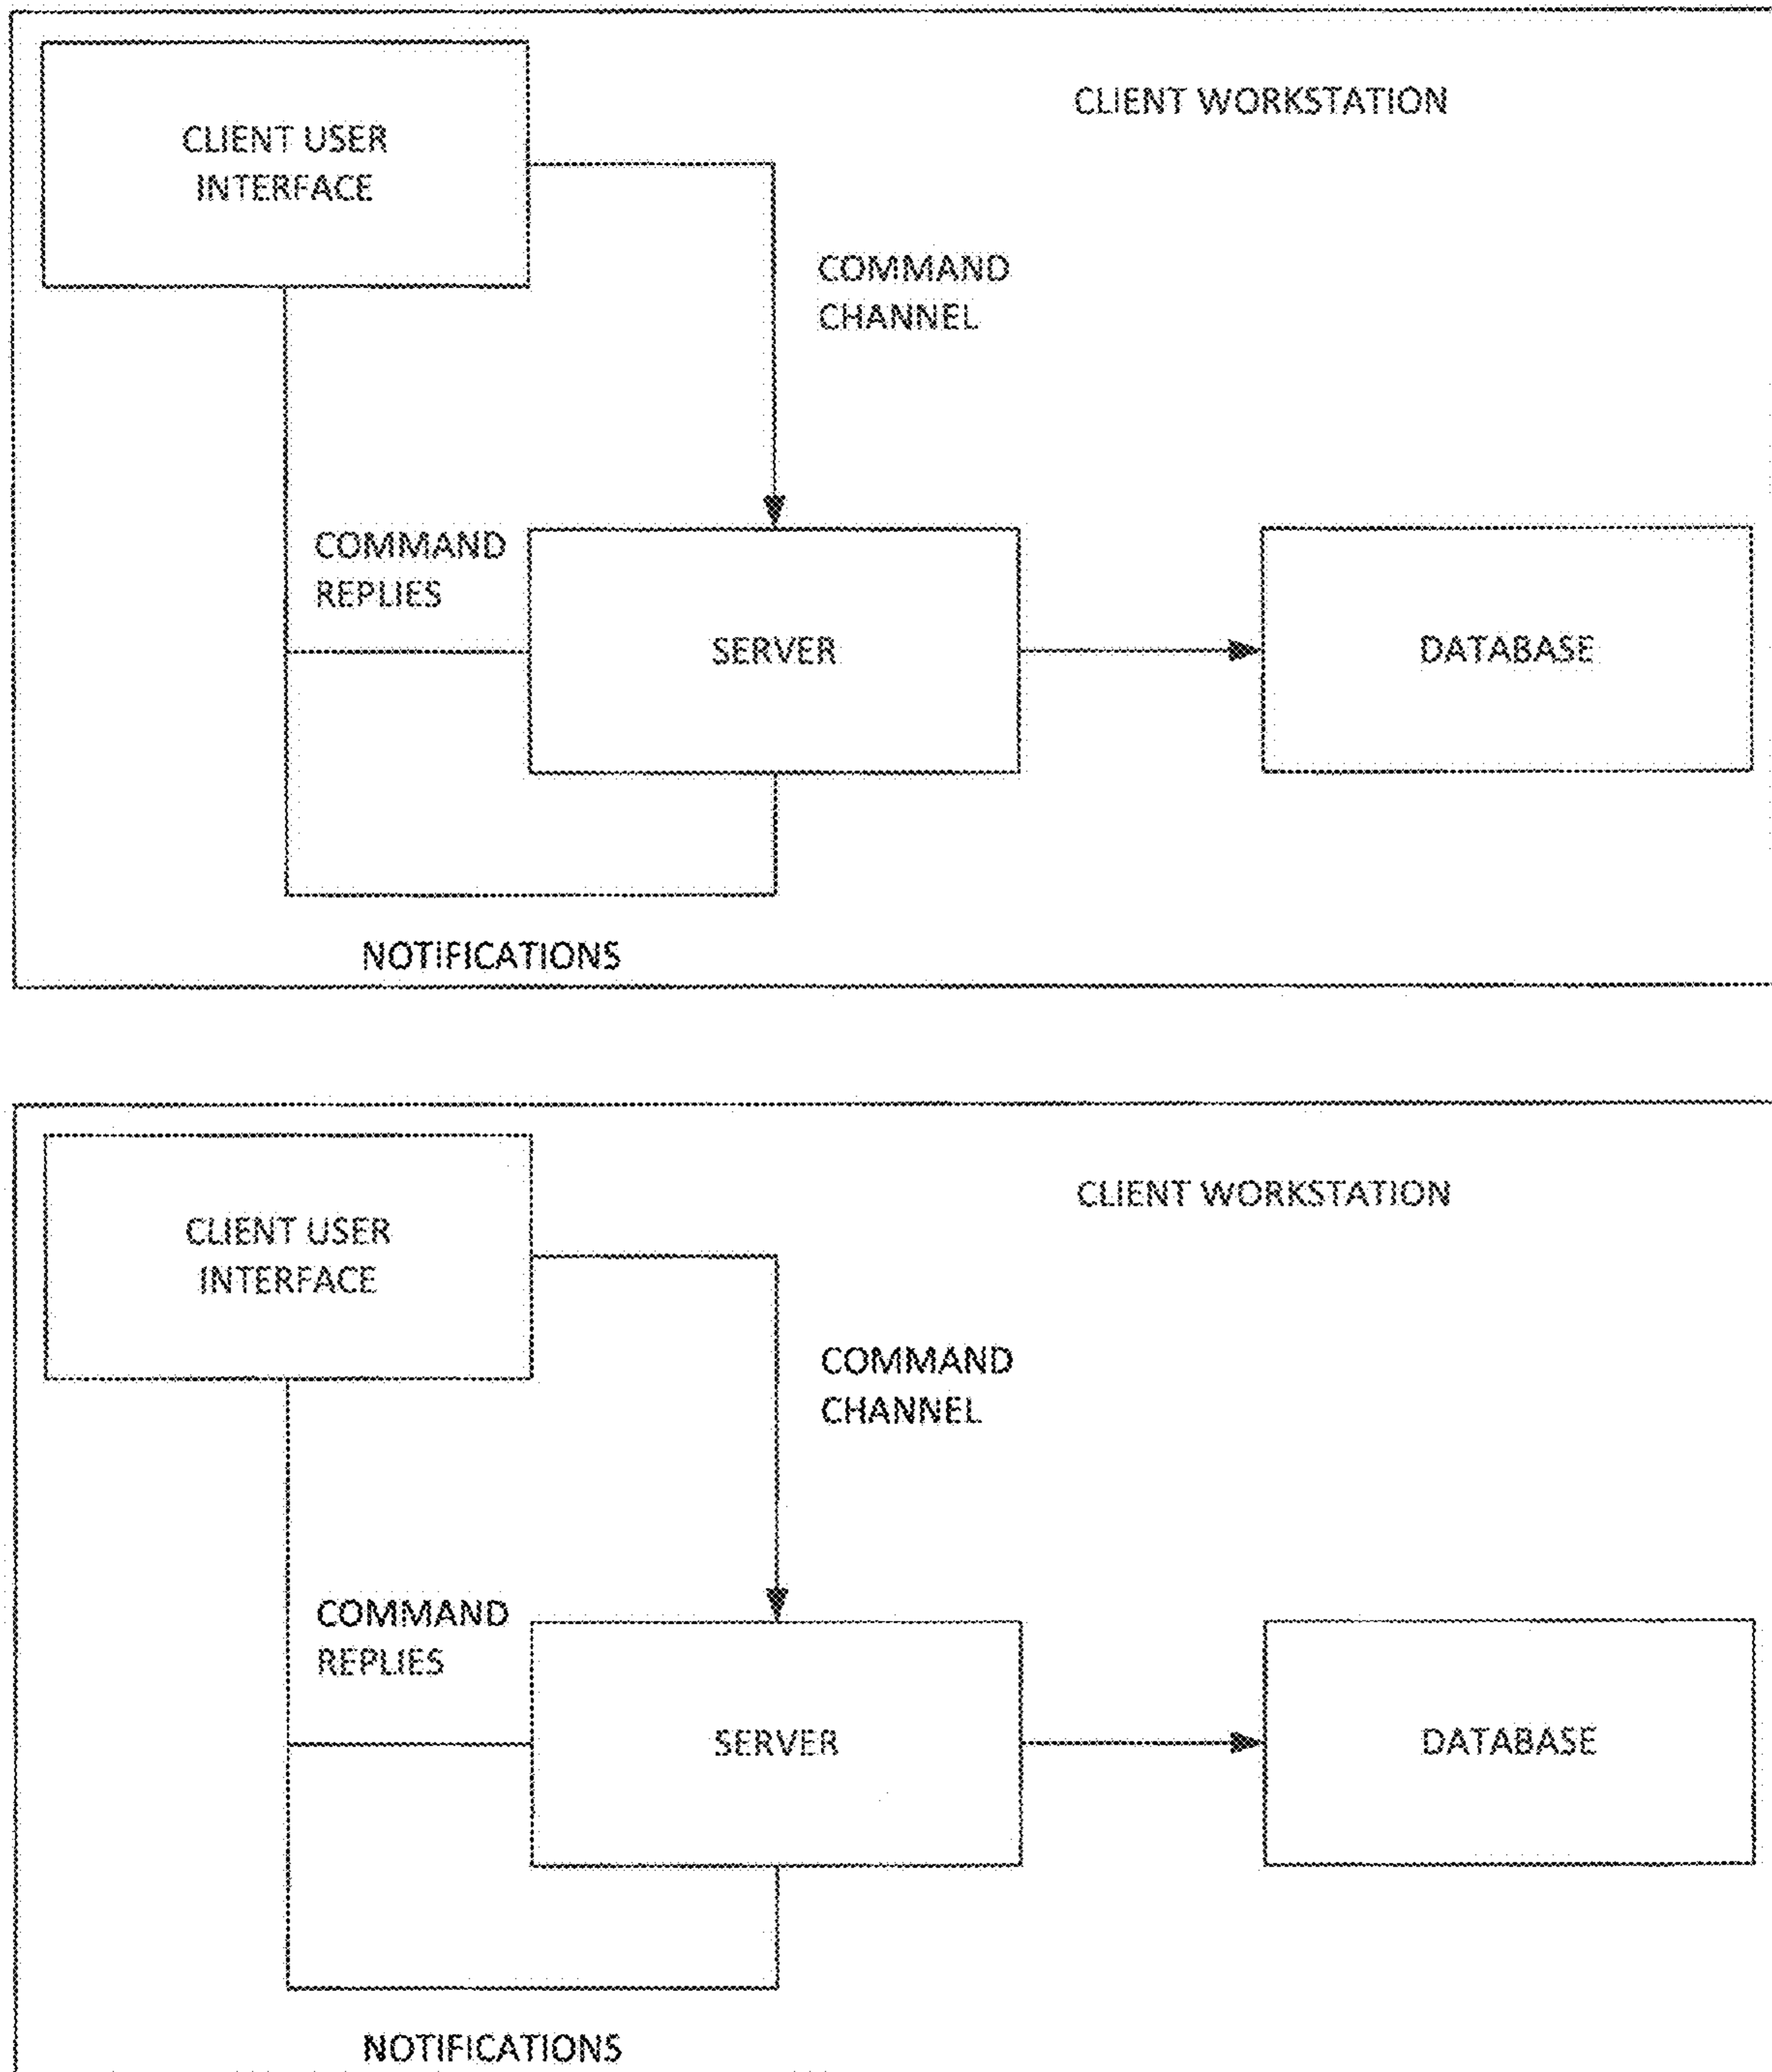 CLIENT USER
INTERFACE
CLIENT WORKSTATION
COMMAND
CHANNEL
COMMAND
REPLIES
SERVER
DATABASE
NOTIFICATIONS
CLIENT USER
INTERFACE
CLIENT WORKSTATION
COMMAND
CHANNEL
COMMAND
REPLIES
SERVER
DATABASE
NOTIFICATIONS